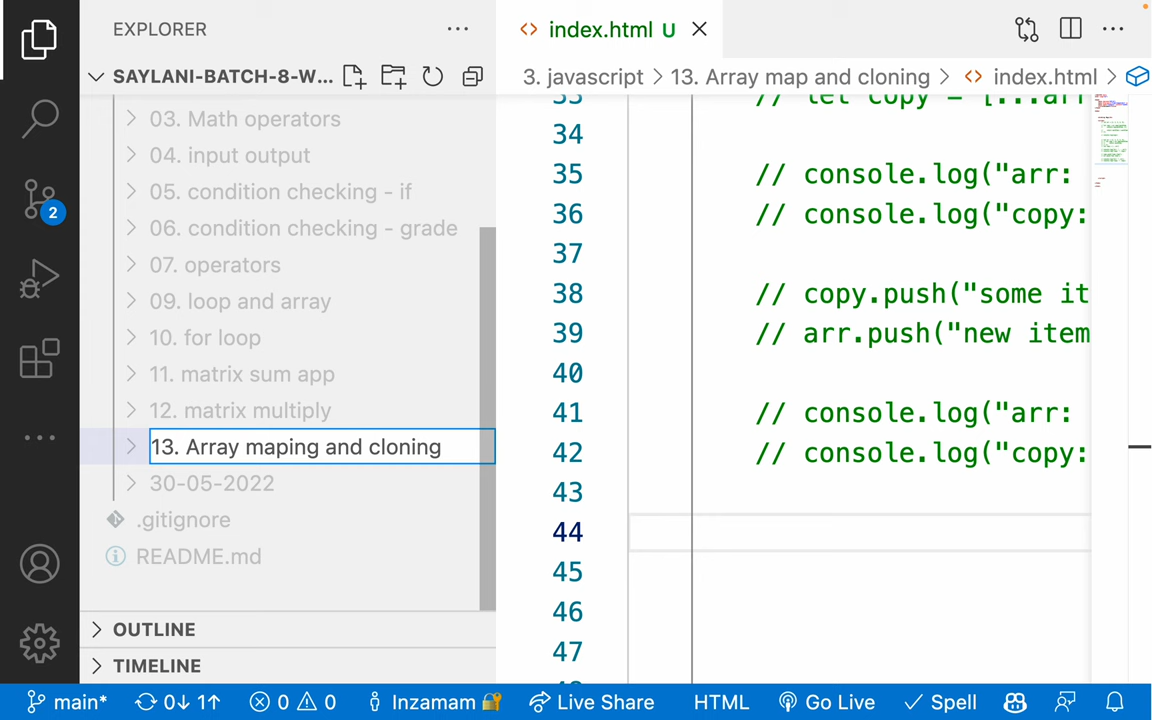 EXPLORER
SAYLANI-BATCH-8-W...
03. Math operators
04. input output
05. condition checking - if
06. condition checking - grade
07. operators
09. loop and array
10. for loop
11. matrix sum app
12. matrix multiply
13. Array maping and cloning
30-05-2022
.gitignore
README.md
OUTLINE
TIMELINE
2
index.html U
3. javascript > 13. Array map and cloning > index.html >
33 // let copy = [...arr
34
35 // console.log("arr:
36 // console.log("copy:
37
38 // copy.push("some it
39 // arr.push("new item
40
41 // console.log("arr:
42 // console.log("copy:
43
44
45
46
47
main* 0↓ 1↑ 0 0 Inzamam Live Share HTML Go Live Spell